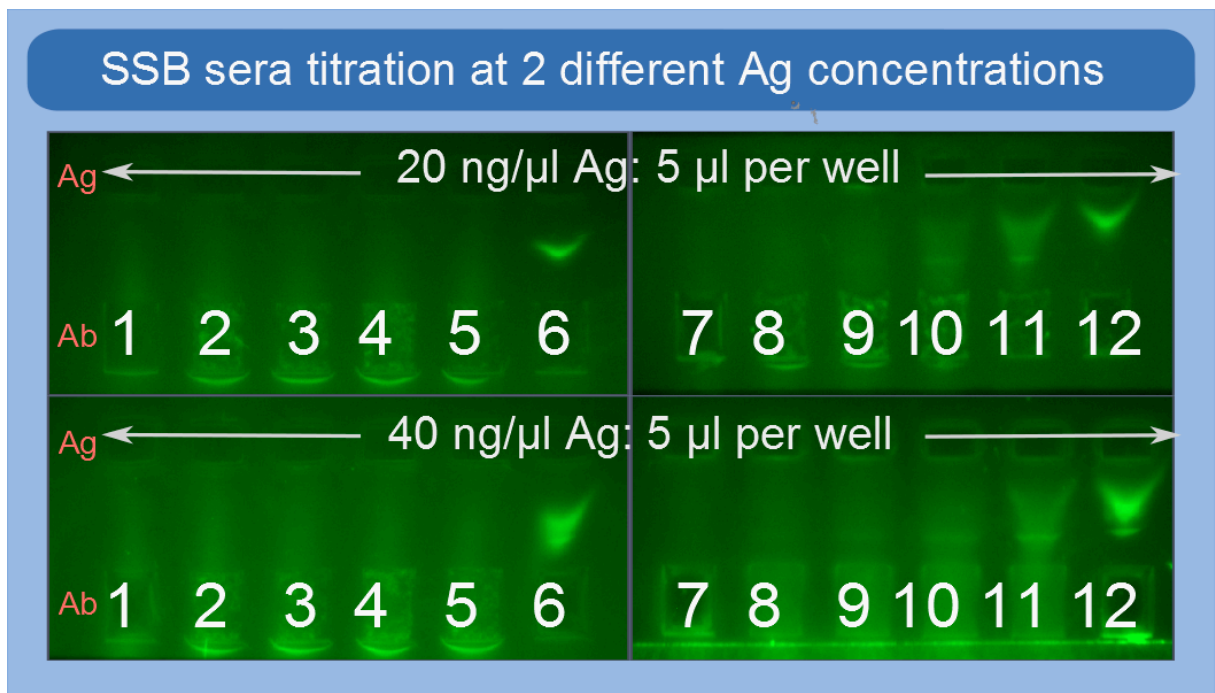 SSB sera titration at 2 different Ag concentrations
Ag 20 ng/µl Ag: 5 µl per well
Ab 1 2 3 4 5 6 7 8 9 10 11 12
Ag 40 ng/µl Ag: 5 µl per well
Ab 1 2 3 4 5 6 7 8 9 10 11 12